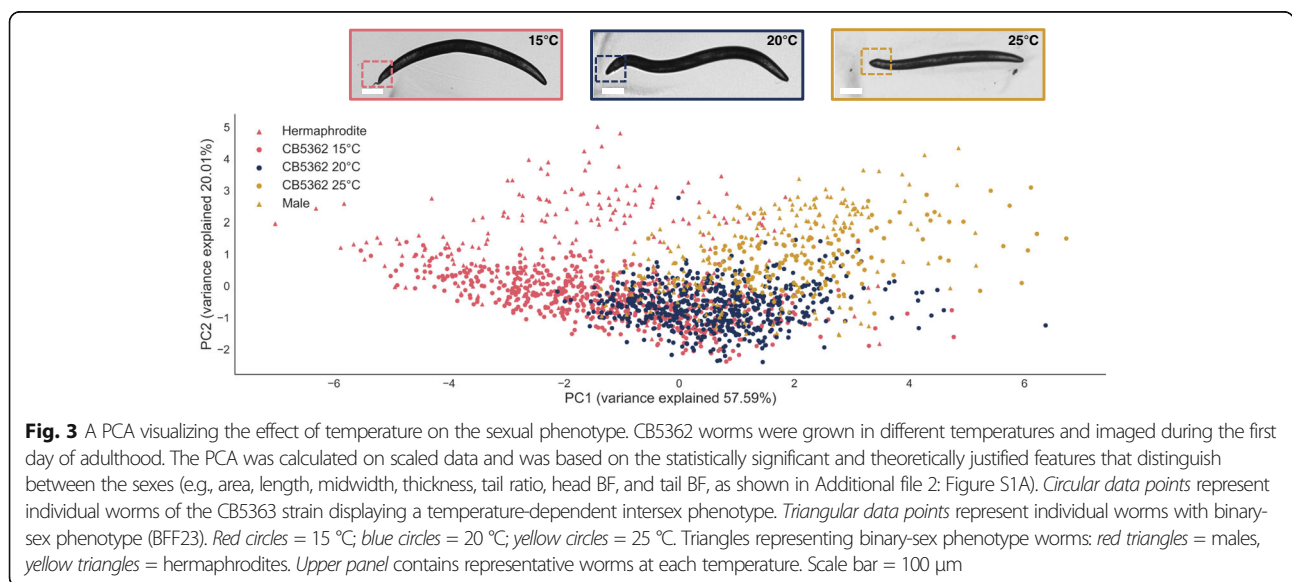 15°C
20°C
25°C
5
4
3
2
1
0
−1
−2
PC2 (variance explained 20.01%)
Hermaphrodite
CB5362 15°C
CB5362 20°C
CB5362 25°C
Male
−6
−4
−2
0
2
4
6
PC1 (variance explained 57.59%)
Fig. 3 A PCA visualizing the effect of temperature on the sexual phenotype. CB5362 worms were grown in different temperatures and imaged during the first
day of adulthood. The PCA was calculated on scaled data and was based on the statistically significant and theoretically justified features that distinguish
between the sexes (e.g., area, length, midwidth, thickness, tail ratio, head BF, and tail BF, as shown in Additional file 2: Figure S1A). Circular data points represent
individual worms of the CB5363 strain displaying a temperature-dependent intersex phenotype. Triangular data points represent individual worms with binary-
sex phenotype (BFF23). Red circles = 15 °C; blue circles = 20 °C; yellow circles = 25 °C. Triangles representing binary-sex phenotype worms: red triangles = males,
yellow triangles = hermaphrodites. Upper panel contains representative worms at each temperature. Scale bar = 100 μm